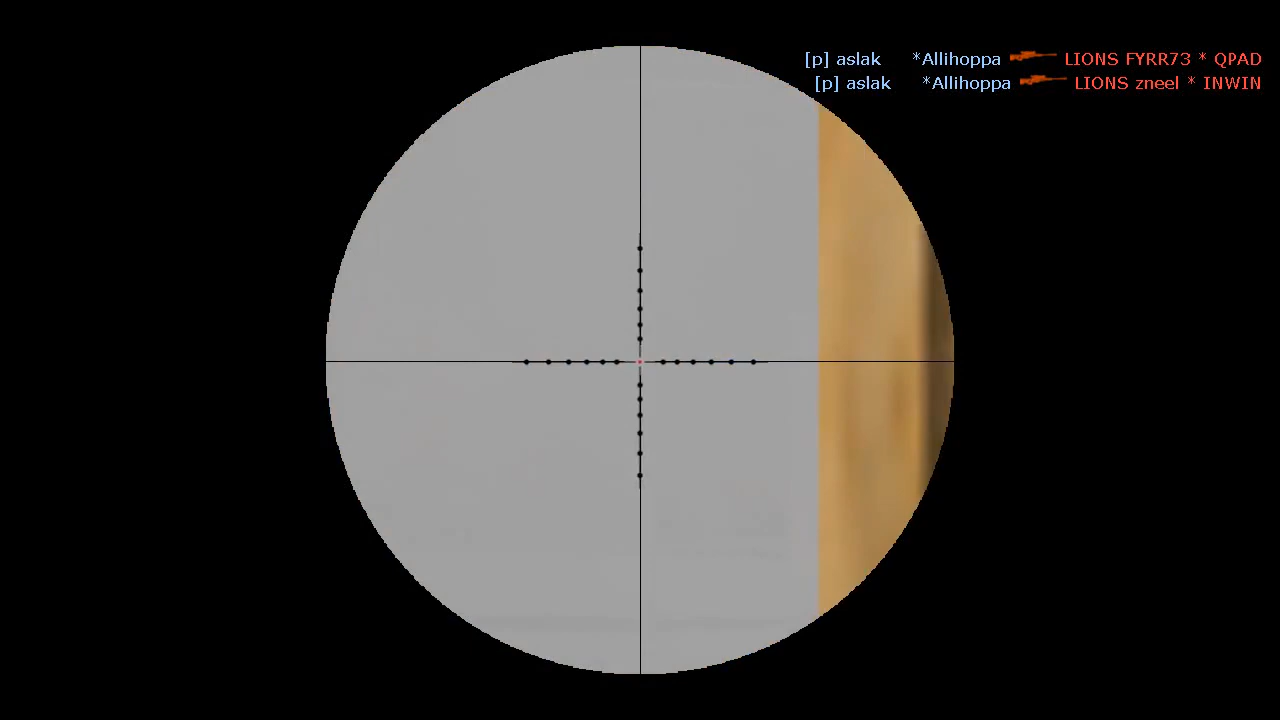 [p] aslak *Allihoppa LIONS FYRR73 * QPAD
[p] aslak *Allihoppa LIONS zneel * INWIN